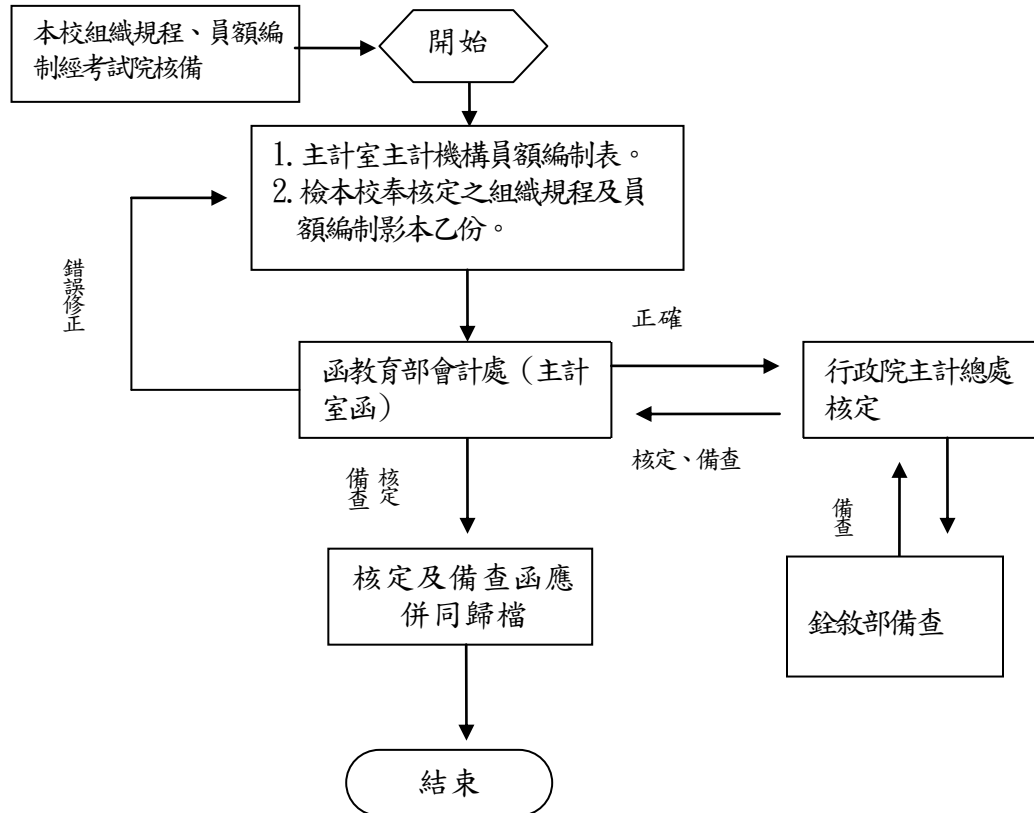 本校組織規程、員額編
制經考試院核備
開始
1. 主計室主計機構員額編制表。
2. 檢本校奉核定之組織規程及員
額編制影本乙份。
錯誤修正
正確
函教育部會計處（主計
室函）
行政院主計總處
核定
核定、備查
核定
備查
備查
核定及備查函應
併同歸檔
銓敘部備查
結束